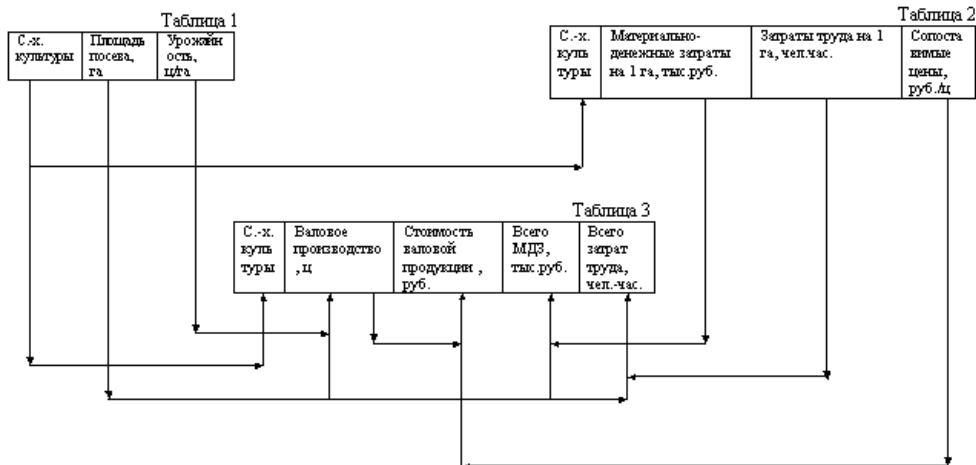 Таблица 1
С.-х.
культуры
Площадь
посева,
га
Урожайн
ость,
ц/га
Таблица 2
С.-х.
куль
туры
Материально-
денежные затраты
на 1 га, тыс.руб.
Затраты труда на 1
га, чел.час.
Сопоста
вимые
цены,
руб./ц
Таблица 3
С.-х.
куль
туры
Валовое
производство
, ц
Стоимость
валовой
продукции ,
руб.
Всего
МДЗ,
тыс.руб.
Всего
затрат
труда,
чел.-час.